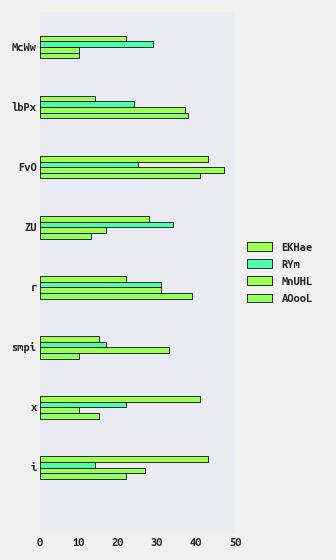 McWw
lbPx
FvO
ZU
r
smpi
x
i
EKHae
RYm
MnUHL
AOooL
0 10 20 30 40 50